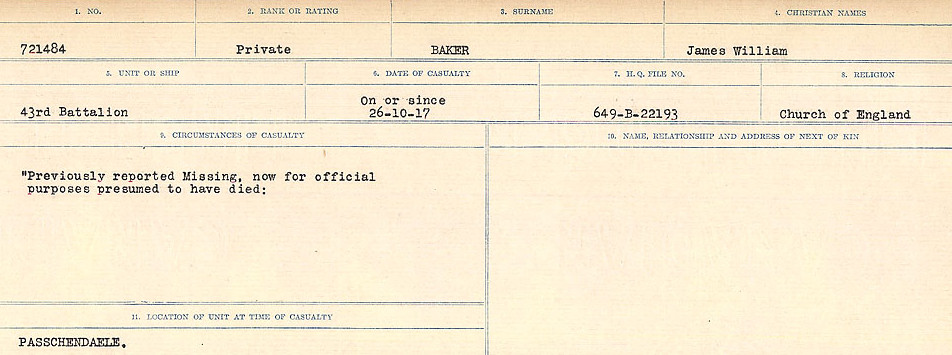 1. NO. 2. RANK OR RATING 3. SURNAME 4. CHRISTIAN NAMES
721484 Private BAKER James William
5. UNIT OR SHIP 6. DATE OF CASUALTY 7. H.Q. FILE NO. 8. RELIGION
On or since
43rd Battalion 26-10-17 649-B-22193 Church of England
9. CIRCUMSTANCES OF CASUALTY 10. NAME, RELATIONSHIP AND ADDRESS OF NEXT OF KIN
"Previously reported Missing, now for official
purposes presumed to have died:
11. LOCATION OF UNIT AT TIME OF CASUALTY
PASSCHENDAELE.